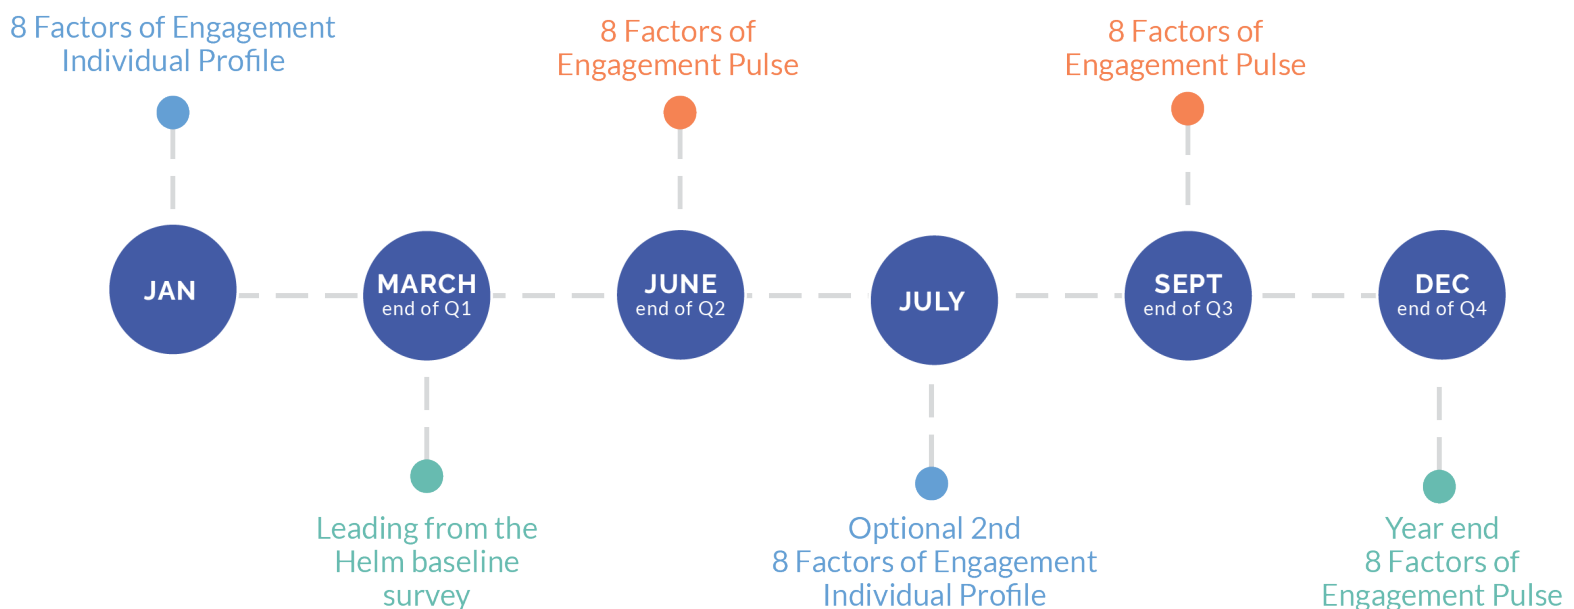 8 Factors of Engagement
Individual Profile
8 Factors of
Engagement Pulse
8 Factors of
Engagement Pulse
JAN
MARCH
end of Q1
JUNE
end of Q2
JULY
SEPT
end of Q3
DEC
end of Q4
Leading from the
Helm baseline
survey
Optional 2nd
8 Factors of Engagement
Individual Profile
Year end
8 Factors of
Engagement Pulse